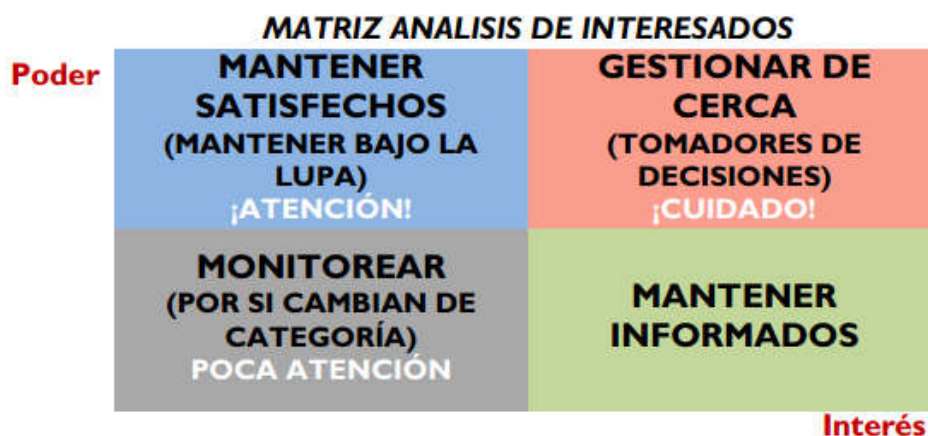 MATRIZ ANALISIS DE INTERESADOS
Poder
MANTENER
SATISFECHOS
(MANTENER BAJO LA
LUPA)
¡ATENCIÓN!
GESTIONAR DE
CERCA
(TOMADORES DE
DECISIONES)
¡CUIDADO!
MONITOREAR
(POR SI CAMBIAN DE
CATEGORÍA)
POCA ATENCIÓN
MANTENER
INFORMADOS
Interés